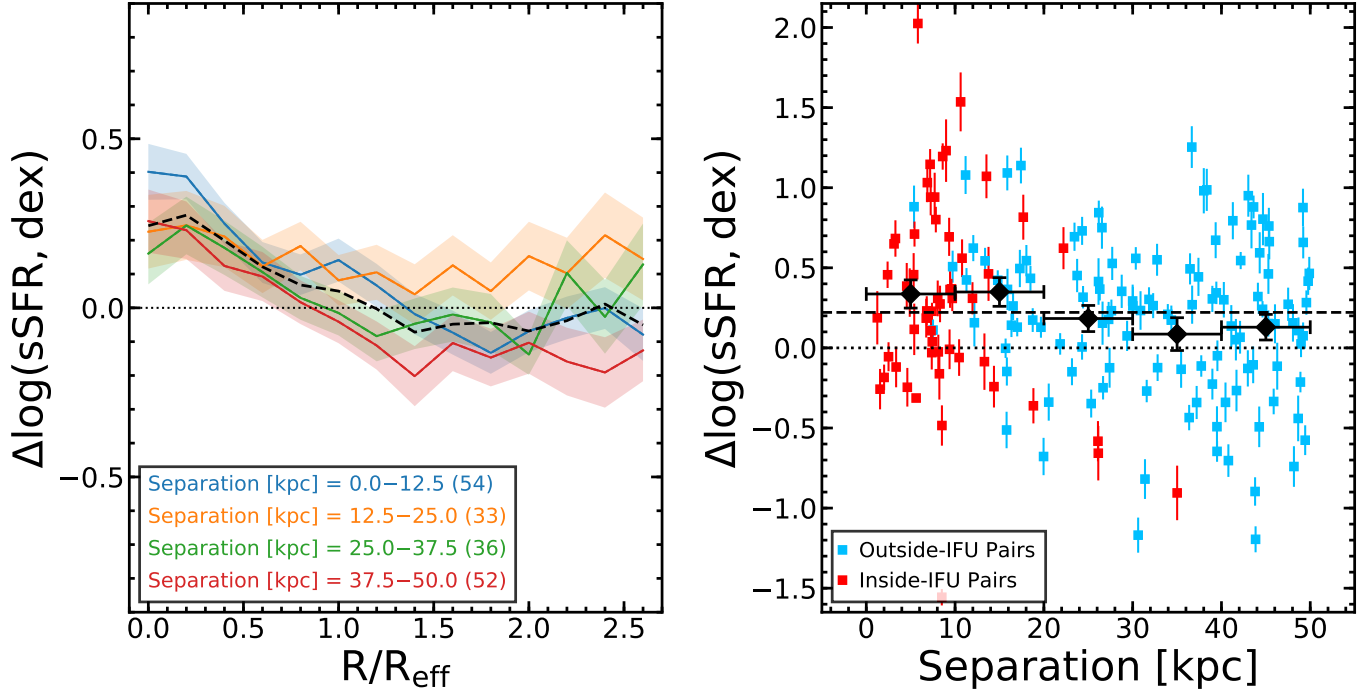 Δlog(sSFR, dex)
0.5
0.0
−0.5
Separation [kpc] = 0.0−12.5 (54)
Separation [kpc] = 12.5−25.0 (33)
Separation [kpc] = 25.0−37.5 (36)
Separation [kpc] = 37.5−50.0 (52)
0.0 0.5 1.0 1.5 2.0 2.5
R/Reff
Δlog(sSFR, dex)
2.0
1.5
1.0
0.5
0.0
−0.5
−1.0
−1.5
Outside-IFU Pairs
Inside-IFU Pairs
0 10 20 30 40 50
Separation [kpc]